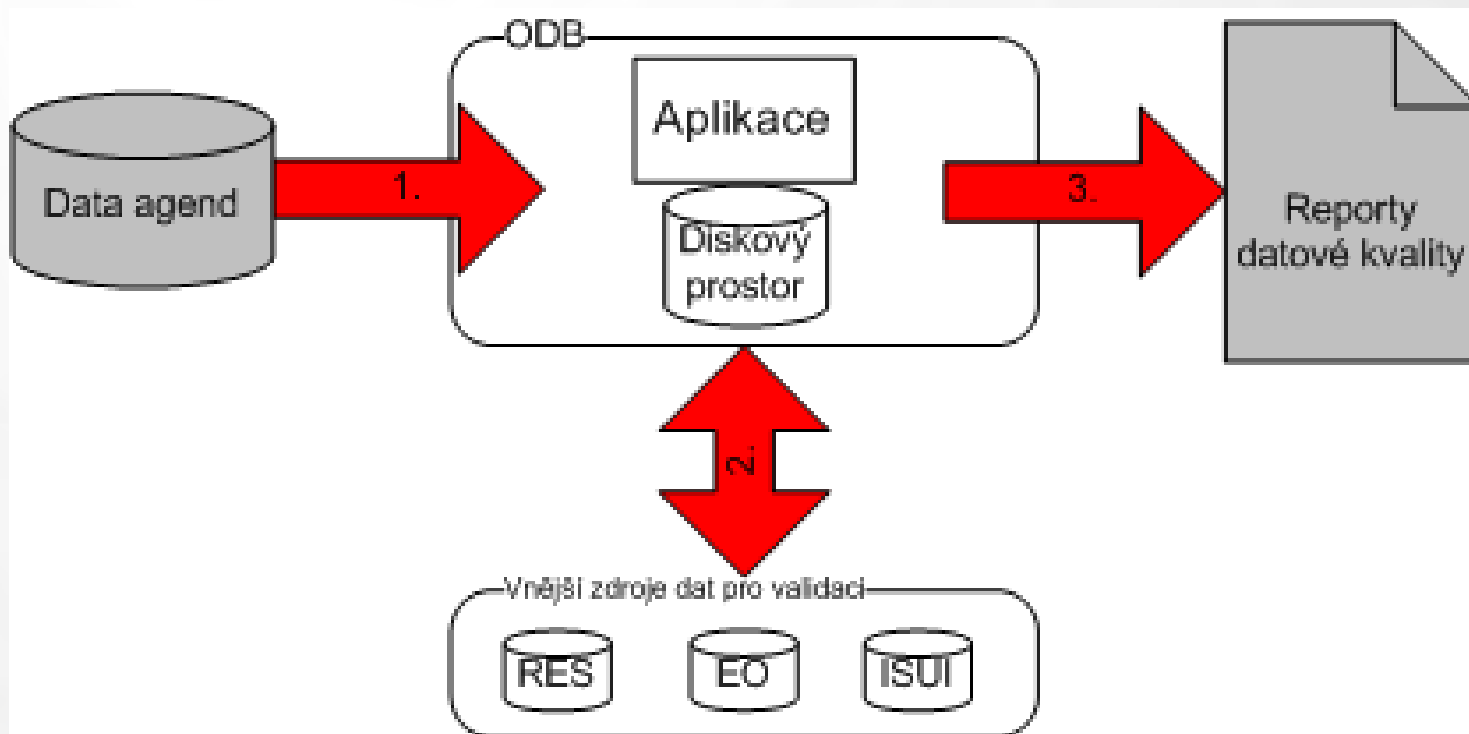 ODB
Aplikace
Data agend
1.
Diskový
prostor
3.
Reporty
datové kvality
2.
Vnější zdroje dat pro validaci
RES
EO
ISUI